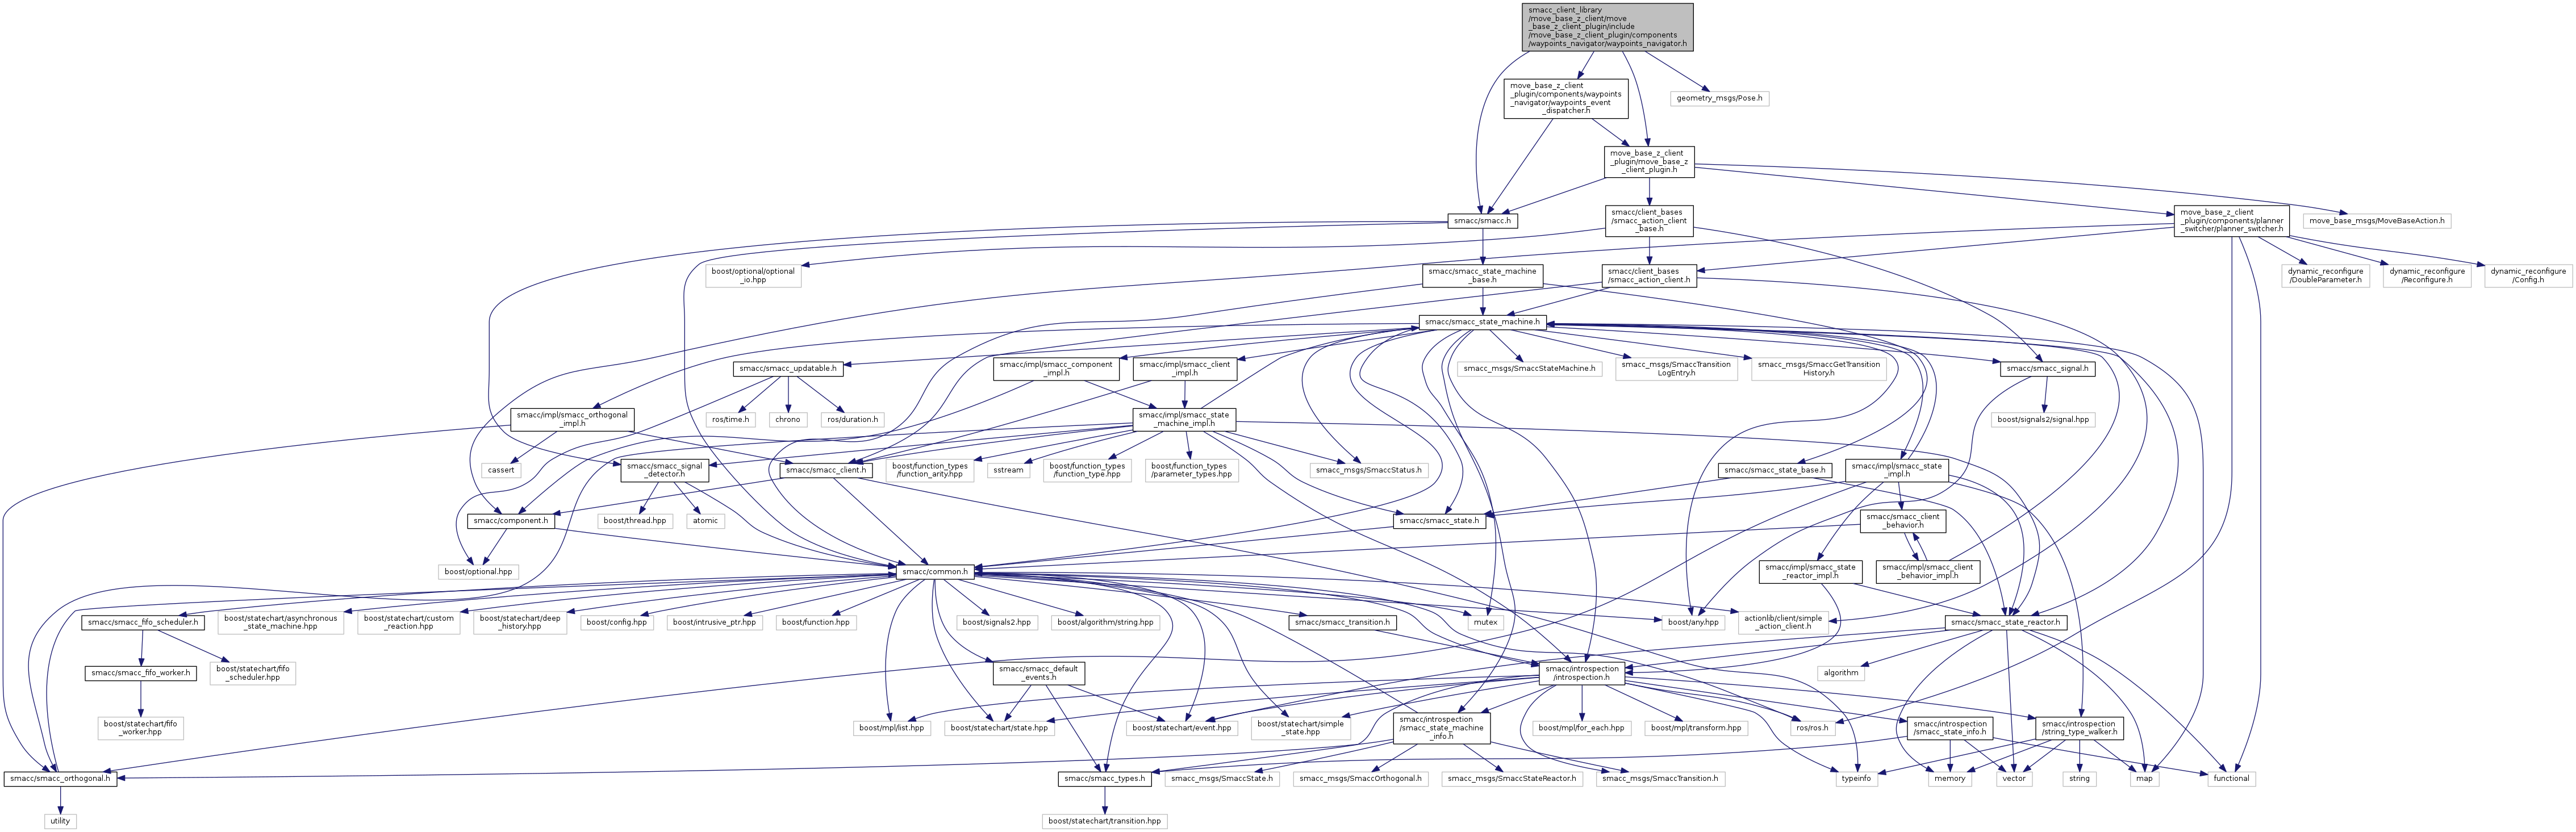 smacc_client_library
/move_base_z_client/move
_base_z_client_plugin/include
/move_base_z_client_plugin/components
/waypoints_navigator/waypoints_navigator.h
move_base_z_client
_plugin/components/waypoints
_navigator/waypoints_event
_dispatcher.h
geometry_msgs/Pose.h
move_base_z_client
_plugin/move_base_z
_client_plugin.h
smacc/smacc.h
smacc/client_bases
/smacc_action_client
_base.h
move_base_z_client
_plugin/components/planner
_switcher/planner_switcher.h
move_base_msgs/MoveBaseAction.h
boost/optional/optional
_io.hpp
smacc/smacc_state_machine
_base.h
smacc/client_bases
/smacc_action_client.h
dynamic_reconfigure
/DoubleParameter.h
dynamic_reconfigure
/Reconfigure.h
dynamic_reconfigure
/Config.h
smacc/smacc_state_machine.h
smacc/smacc_updatable.h
smacc/impl/smacc_component
_impl.h
smacc/impl/smacc_client
_impl.h
smacc_msgs/SmaccStateMachine.h
smacc_msgs/SmaccTransition
LogEntry.h
smacc_msgs/SmaccGetTransition
History.h
smacc/smacc_signal.h
smacc/impl/smacc_orthogonal
_impl.h
ros/time.h
chrono
ros/duration.h
smacc/impl/smacc_state
_machine_impl.h
boost/signals2/signal.hpp
cassert
smacc/smacc_signal
_detector.h
smacc/smacc_client.h
boost/function_types
/function_arity.hpp
sstream
boost/function_types
/function_type.hpp
boost/function_types
/parameter_types.hpp
smacc_msgs/SmaccStatus.h
smacc/smacc_state_base.h
smacc/impl/smacc_state
_impl.h
smacc/component.h
boost/thread.hpp
atomic
smacc/smacc_state.h
smacc/smacc_client
_behavior.h
boost/optional.hpp
smacc/common.h
smacc/impl/smacc_state
_reactor_impl.h
smacc/impl/smacc_client
_behavior_impl.h
smacc/smacc_fifo_scheduler.h
boost/statechart/asynchronous
_state_machine.hpp
boost/statechart/custom
_reaction.hpp
boost/statechart/deep
_history.hpp
boost/config.hpp
boost/intrusive_ptr.hpp
boost/function.hpp
boost/signals2.hpp
boost/algorithm/string.hpp
smacc/smacc_transition.h
mutex
boost/any.hpp
actionlib/client/simple
_action_client.h
smacc/smacc_state_reactor.h
smacc/smacc_fifo_worker.h
boost/statechart/fifo
_scheduler.hpp
smacc/smacc_default
_events.h
smacc/introspection
/introspection.h
algorithm
boost/statechart/fifo
_worker.hpp
boost/mpl/list.hpp
boost/statechart/state.hpp
boost/statechart/event.hpp
boost/statechart/simple
_state.hpp
smacc/introspection
/smacc_state_machine
_info.h
boost/mpl/for_each.hpp
boost/mpl/transform.hpp
ros/ros.h
smacc/introspection
/smacc_state_info.h
smacc/introspection
/string_type_walker.h
smacc/smacc_orthogonal.h
smacc/smacc_types.h
smacc_msgs/SmaccState.h
smacc_msgs/SmaccOrthogonal.h
smacc_msgs/SmaccStateReactor.h
smacc_msgs/SmaccTransition.h
typeinfo
memory
vector
string
map
functional
utility
boost/statechart/transition.hpp